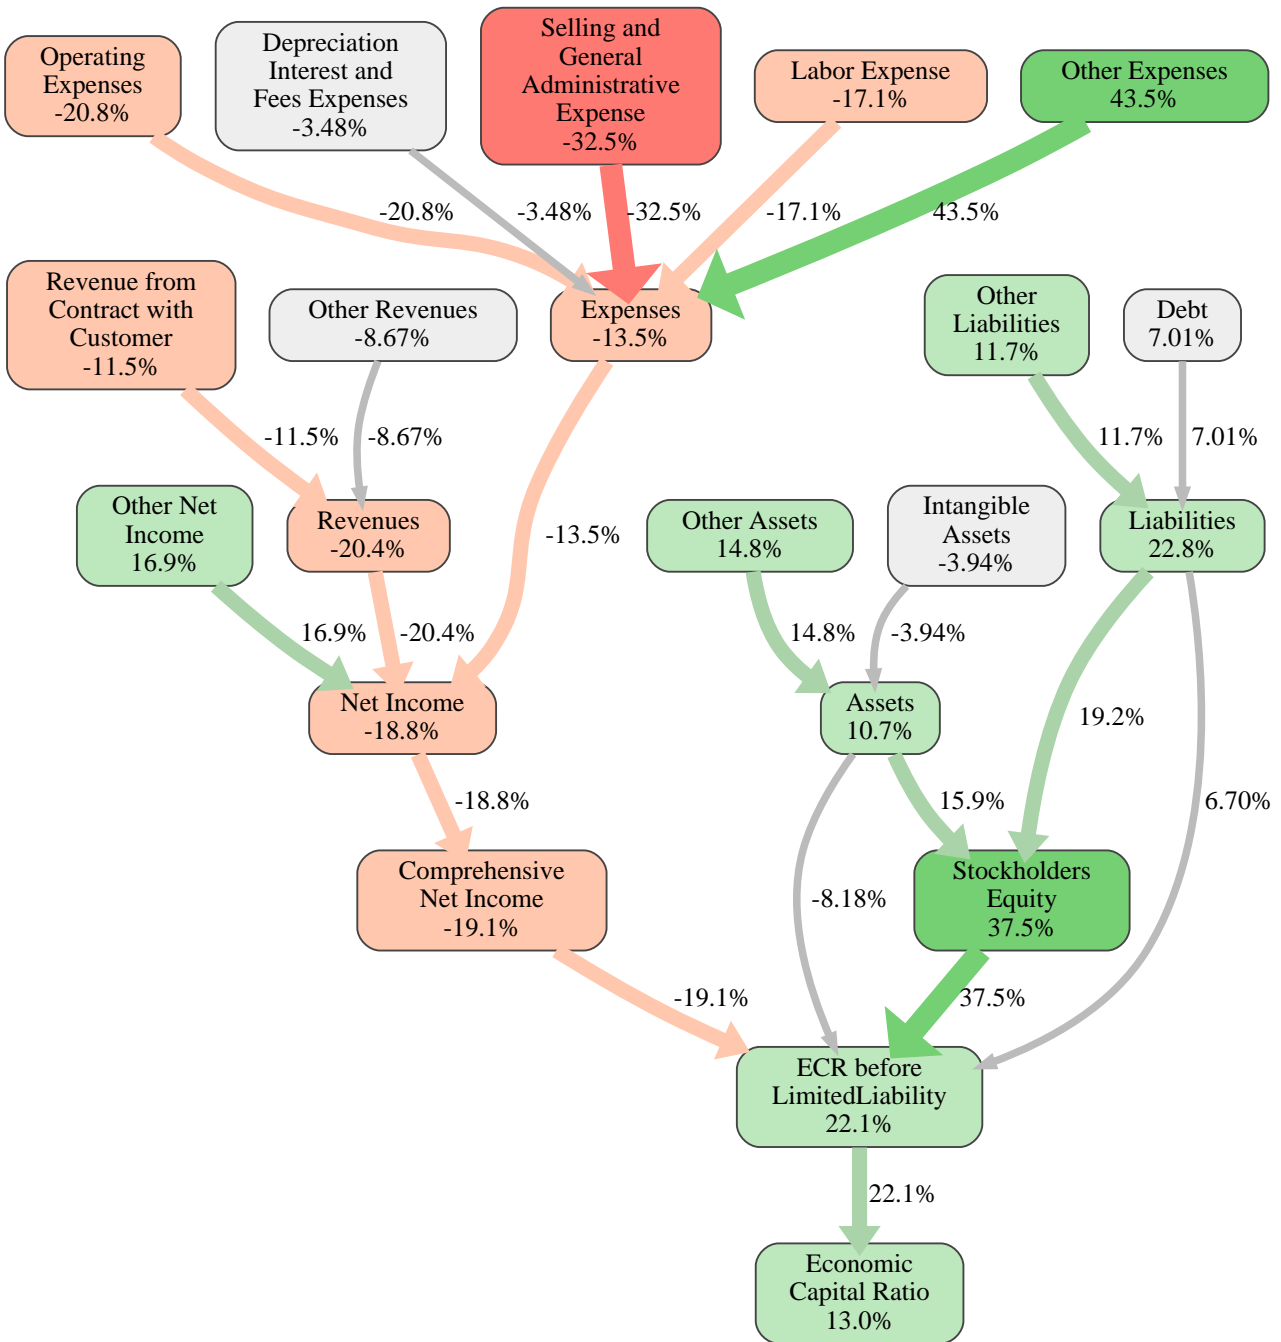 Operating
Expenses
-20.8%
Depreciation
Interest and
Fees Expenses
-3.48%
Selling and
General
Administrative
Expense
-32.5%
Labor Expense
-17.1%
Other Expenses
43.5%
-20.8%
-3.48%
-32.5%
-17.1%
43.5%
Revenue from
Contract with
Customer
-11.5%
Other Revenues
-8.67%
Expenses
-13.5%
Other
Liabilities
11.7%
Debt
7.01%
-11.5%
-8.67%
-13.5%
11.7%
7.01%
Other Net
Income
16.9%
Revenues
-20.4%
Other Assets
14.8%
Intangible
Assets
-3.94%
Liabilities
22.8%
16.9%
-20.4%
14.8%
-3.94%
19.2%
6.70%
Net Income
-18.8%
Assets
10.7%
-18.8%
15.9%
-8.18%
Comprehensive
Net Income
-19.1%
Stockholders
Equity
37.5%
-19.1%
37.5%
ECR before
LimitedLiability
22.1%
22.1%
Economic
Capital Ratio
13.0%